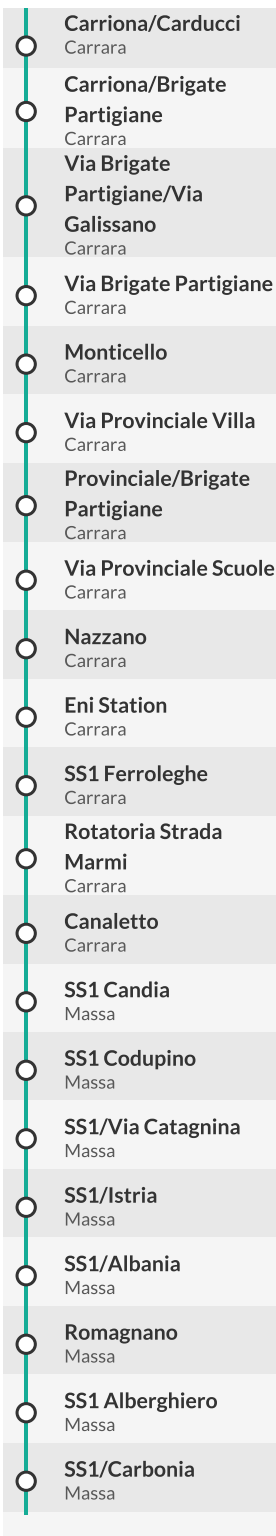 Carriona/Carducci
Carrara
Carriona/Brigate
Partigiane
Carrara
Via Brigate
Partigiane/Via
Galissano
Carrara
Via Brigate Partigiane
Carrara
Monticello
Carrara
Via Provinciale Villa
Carrara
Provinciale/Brigate
Partigiane
Carrara
Via Provinciale Scuole
Carrara
Nazzano
Carrara
Eni Station
Carrara
SS1 Ferroleghe
Carrara
Rotatoria Strada
Marmi
Carrara
Canaletto
Carrara
SS1 Candia
Massa
SS1 Codupino
Massa
SS1/Via Catagnina
Massa
SS1/Istria
Massa
SS1/Albania
Massa
Romagnano
Massa
SS1 Alberghiero
Massa
SS1/Carbonia
Massa